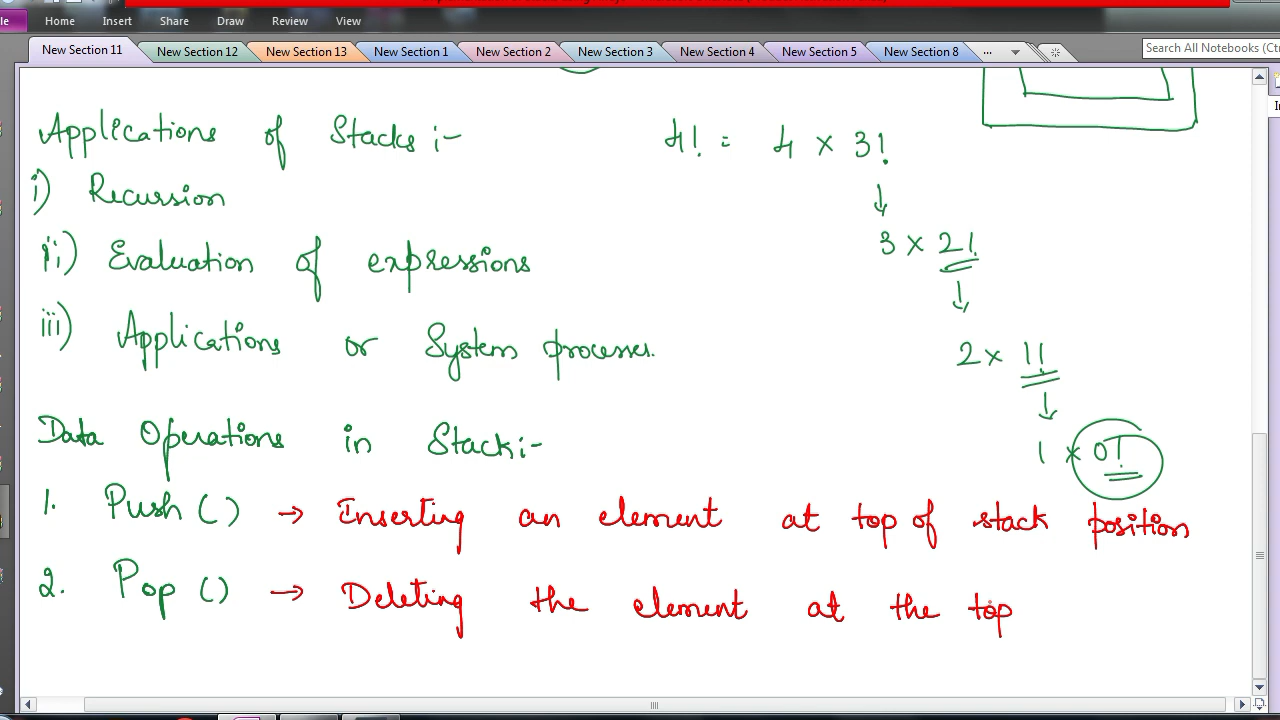 Home Insert Share Draw Review View
New Section 11 New Section 12 New Section 13 New Section 1 New Section 2 New Section 3 New Section 4 New Section 5 New Section 8 ... Search All Notebooks (Ctr
Applications of Stacks :-
4! = 4 × 3!
i) Recursion
↓
3 × 2!
ii) Evaluation of expressions
↓
iii) Applications or System processes.
2 × 1!
↓
Data Operations in Stack :-
1 × 0!
1. Push ( ) → Inserting an element at top of stack position
2. Pop ( ) → Deleting the element at the top